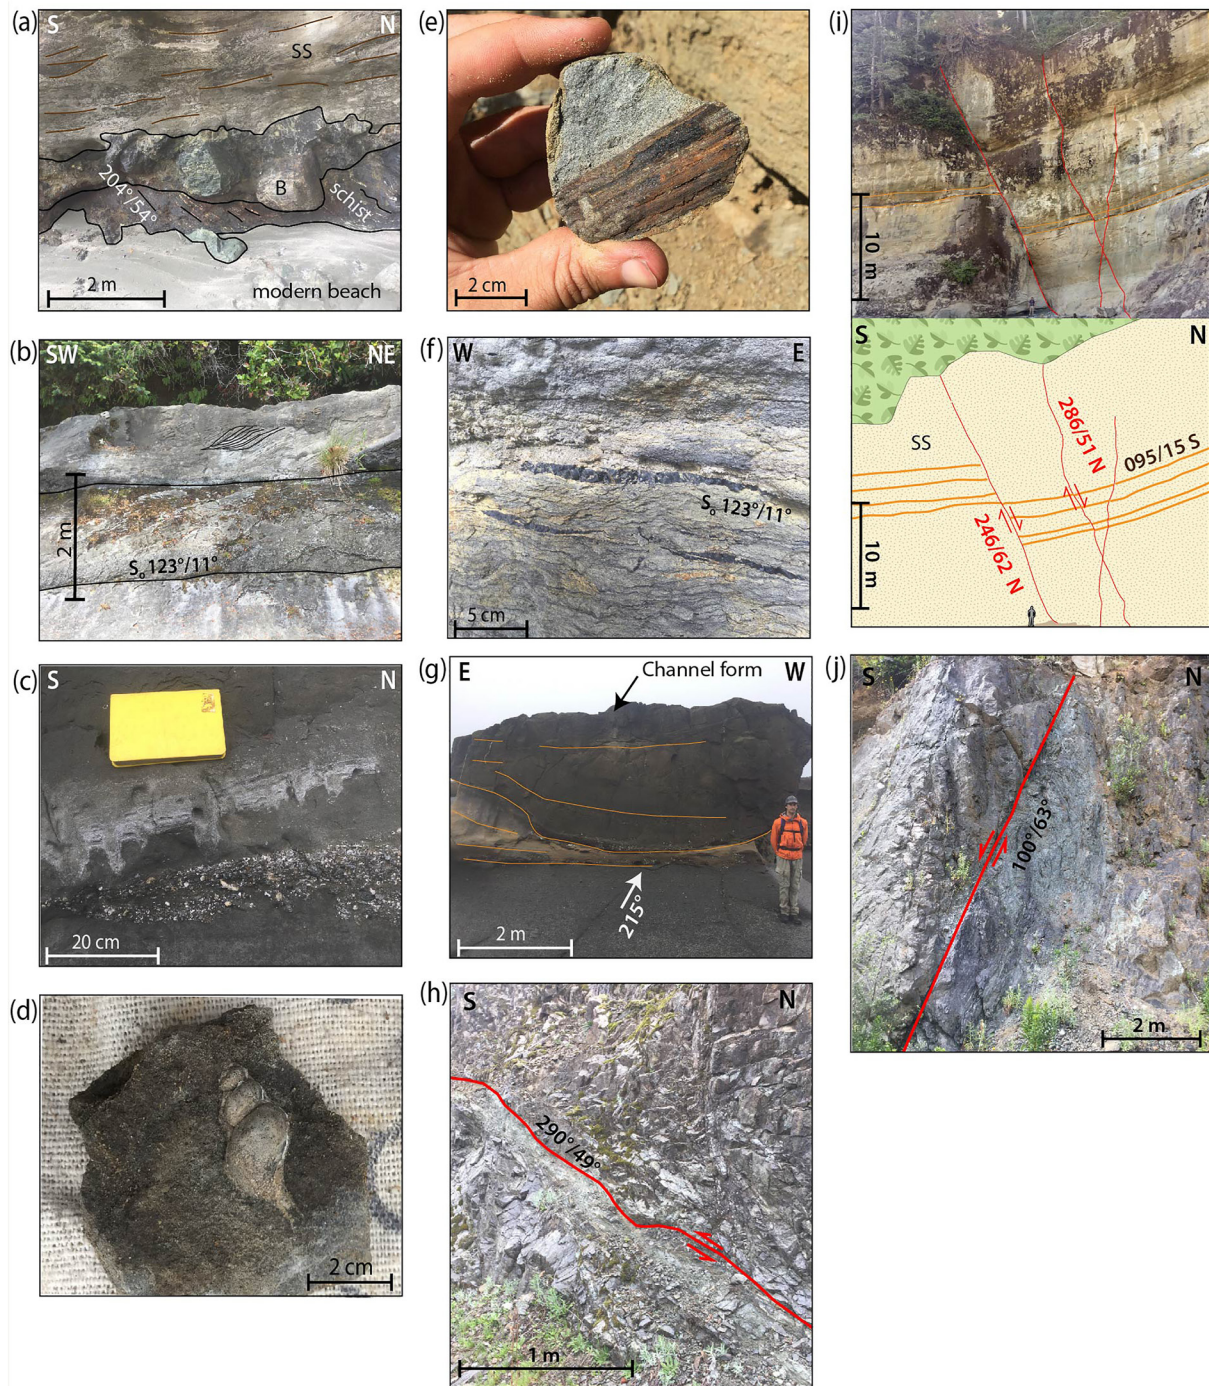 (a)
S
N
SS
204°/54°
B
schist
2 m
modern beach
(b)
SW
NE
2 m
S₀ 123°/11°
(c)
S
N
20 cm
(d)
2 cm
(e)
2 cm
(f)
W
E
S₀ 123°/11°
5 cm
(g)
Channel form
E
W
215°
2 m
(h)
S
N
290°/49°
1 m
(i)
10 m
S
N
SS
286/51 N
095/15 S
246/62 N
10 m
(j)
S
N
100°/63°
2 m